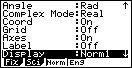 Angle :Rad ↑
Complex Mode:Real
Coord :On
Grid :Off
Axes :On
Label :Off
Display :Norm1 ↓
Fix Sci Norm Eng